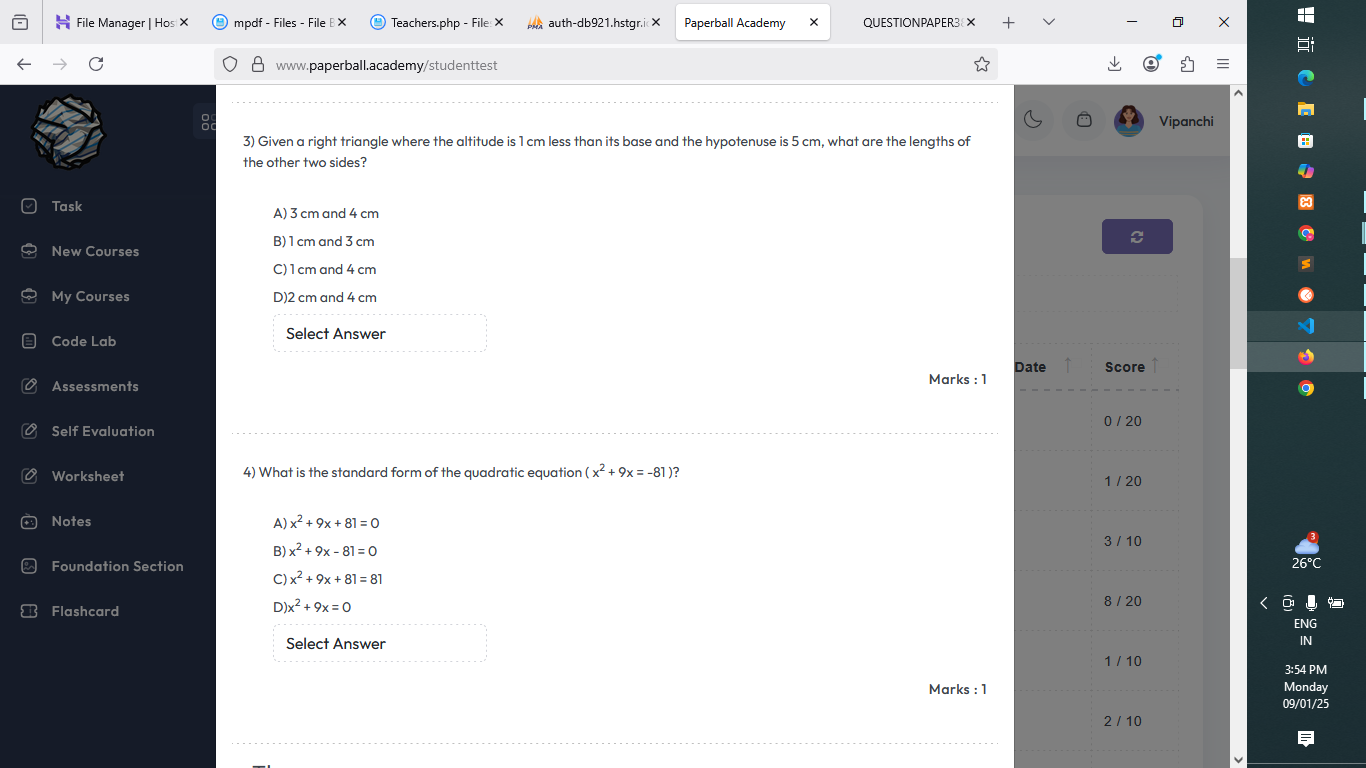 File Manager | Hos
mpdf - Files - File B
Teachers.php - File
auth-db921.hstgr.i
Paperball Academy
QUESTIONPAPER38
www.paperball.academy/studenttest
Vipanchi
Task
New Courses
My Courses
Code Lab
Assessments
Self Evaluation
Worksheet
Notes
Foundation Section
Flashcard
3) Given a right triangle where the altitude is 1 cm less than its base and the hypotenuse is 5 cm, what are the lengths of
the other two sides?
A) 3 cm and 4 cm
B) 1 cm and 3 cm
C) 1 cm and 4 cm
D)2 cm and 4 cm
Select Answer
Marks : 1
4) What is the standard form of the quadratic equation ( x² + 9x = -81 )?
A) x² + 9x + 81 = 0
B) x² + 9x - 81 = 0
C) x² + 9x + 81 = 81
D)x² + 9x = 0
Select Answer
Marks : 1
Date
Score
0 / 20
1 / 20
3 / 10
8 / 20
1 / 10
2 / 10
PMA
3
26°C
ENG
IN
3:54 PM
Monday
09/01/25